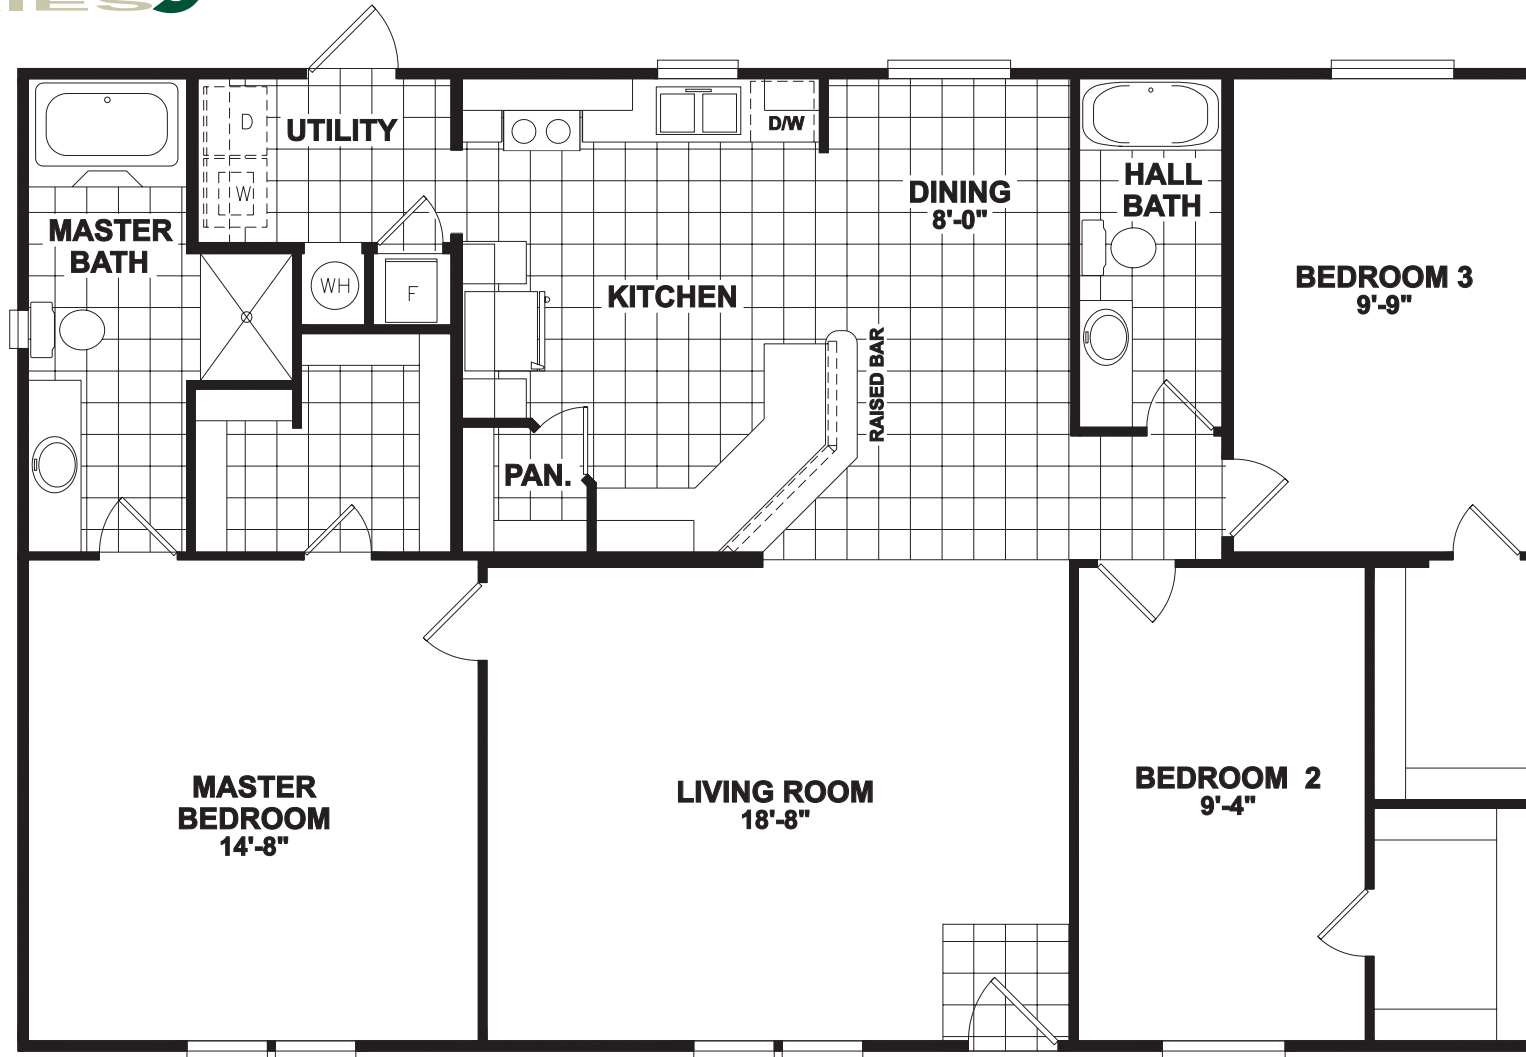 D
UTILITY
D/W
W
MASTER
BATH
DINING
8'-0"
HALL
BATH
WH
F
KITCHEN
BEDROOM 3
9'-9"
RAISED BAR
PAN.
MASTER
BEDROOM
14'-8"
LIVING ROOM
18'-8"
BEDROOM 2
9'-4"